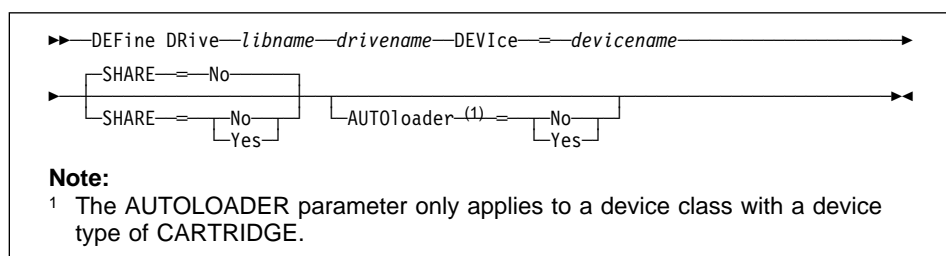 ►►──DEFine DRive──libname──drivename──DEVIce──=──devicename──►
SHARE──=──No
►──SHARE──=──No──AUTOloader──(1)──=──No──►◄
Yes Yes
Note:
1 The AUTOLOADER parameter only applies to a device class with a device
type of CARTRIDGE.